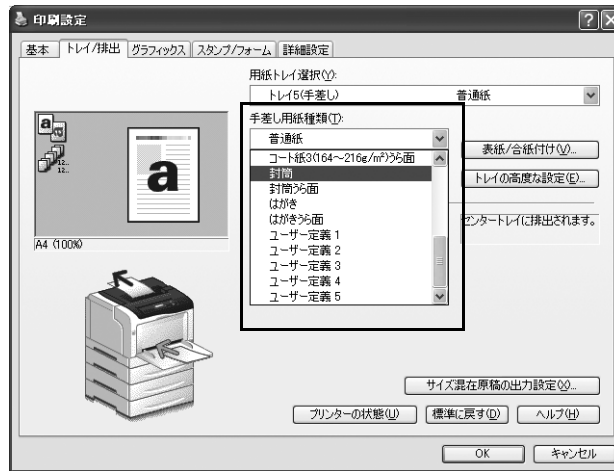 印刷設定
基本 トレイ/排出 グラフィックス スタンプ/フォーム 詳細設定
用紙トレイ選択(Y):
トレイ5(手差し) 普通紙
手差し用紙種類(T):
普通紙
コート紙3(164～216g/m²)うら面
封筒
封筒うら面
はがき
はがきうら面
ユーザー定義 1
ユーザー定義 2
ユーザー定義 3
ユーザー定義 4
ユーザー定義 5
表紙/合紙付け(V)...
トレイの高度な設定(E)...
センタートレイに排出されます。
a
a
12..
12..
a
A4 (100%)
サイズ混在原稿の出力設定(X)...
プリンターの状態(U) 標準に戻す(D) ヘルプ(H)
OK キャンセル